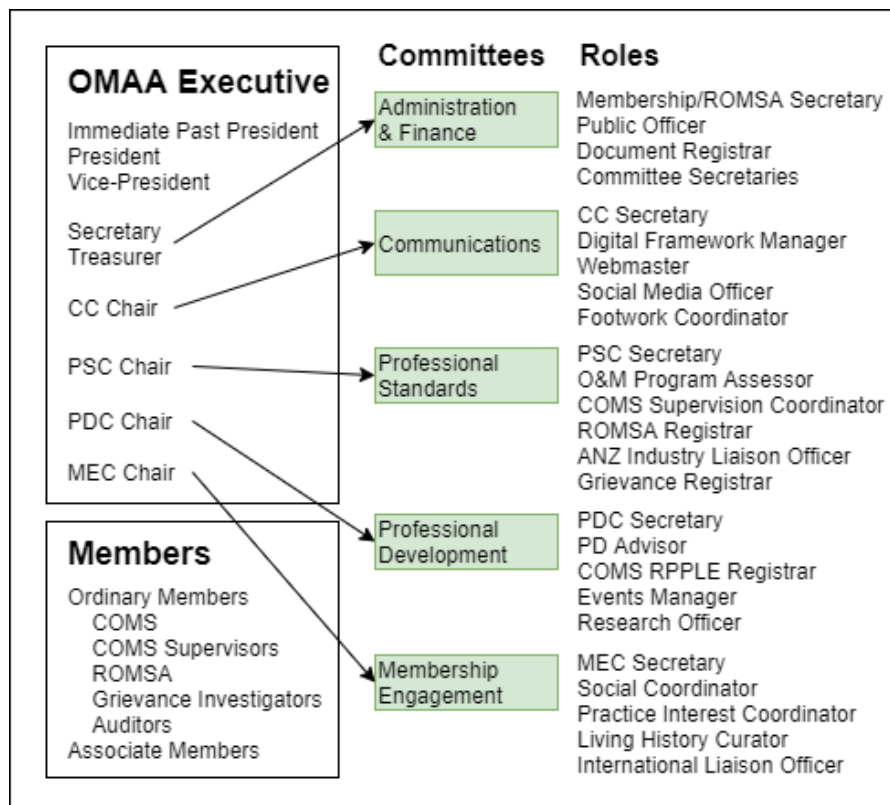 OMAA Executive
Immediate Past President
President
Vice-President
Secretary
Treasurer
CC Chair
PSC Chair
PDC Chair
MEC Chair
Members
Ordinary Members
COMS
COMS Supervisors
ROMSA
Grievance Investigators
Auditors
Associate Members
Committees
Administration
& Finance
Communications
Professional
Standards
Professional
Development
Membership
Engagement
Roles
Membership/ROMSA Secretary
Public Officer
Document Registrar
Committee Secretaries
CC Secretary
Digital Framework Manager
Webmaster
Social Media Officer
Footwork Coordinator
PSC Secretary
O&M Program Assessor
COMS Supervision Coordinator
ROMSA Registrar
ANZ Industry Liaison Officer
Grievance Registrar
PDC Secretary
PD Advisor
COMS RPPLE Registrar
Events Manager
Research Officer
MEC Secretary
Social Coordinator
Practice Interest Coordinator
Living History Curator
International Liaison Officer